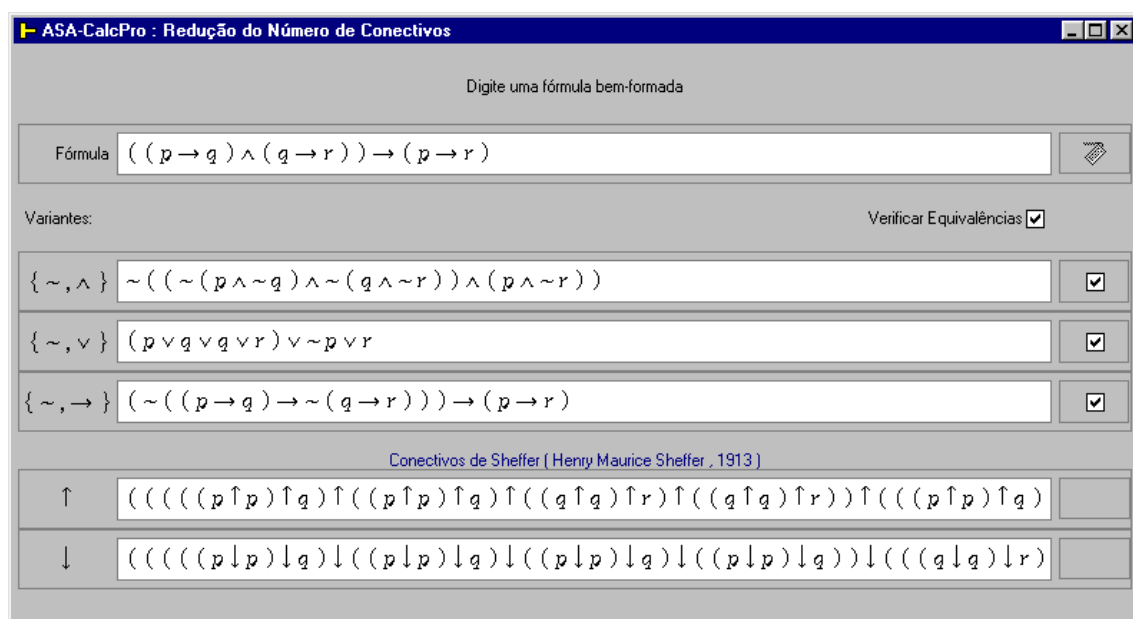 ASA-CalcPro : Redução do Número de Conectivos
Digite uma fórmula bem-formada
Fórmula ( ( p → q ) ∧ ( q → r ) ) → ( p → r )
Variantes: Verificar Equivalências
{ ~ , ∧ } ~ ( ( ~ ( p ∧ ~ q ) ∧ ~ ( q ∧ ~ r ) ) ∧ ( p ∧ ~ r ) )
{ ~ , ∨ } ( p ∨ q ∨ q ∨ r ) ∨ ~ p ∨ r
{ ~ , → } ( ~ ( ( p → q ) → ~ ( q → r ) ) ) → ( p → r )
Conectivos de Sheffer ( Henry Maurice Sheffer , 1913 )
↑ ( ( ( ( ( p ↑ p ) ↑ q ) ↑ ( ( p ↑ p ) ↑ q ) ↑ ( ( q ↑ q ) ↑ r ) ↑ ( ( q ↑ q ) ↑ r ) ) ↑ ( ( ( p ↑ p ) ↑ q )
↓ ( ( ( ( ( p ↓ p ) ↓ q ) ↓ ( ( p ↓ p ) ↓ q ) ↓ ( ( p ↓ p ) ↓ q ) ↓ ( ( p ↓ p ) ↓ q ) ) ↓ ( ( ( q ↓ q ) ↓ r )